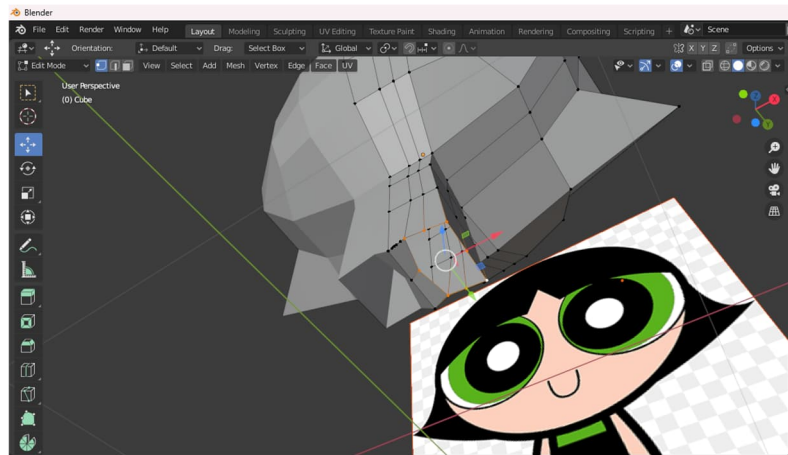 Blender
File Edit Render Window Help Layout Modeling Sculpting UV Editing Texture Paint Shading Animation Rendering Compositing Scripting + Scene
Orientation: Default Drag: Select Box Global X Y Z Options
Edit Mode View Select Add Mesh Vertex Edge Face UV
User Perspective
(0) Cube
Z
X
Y